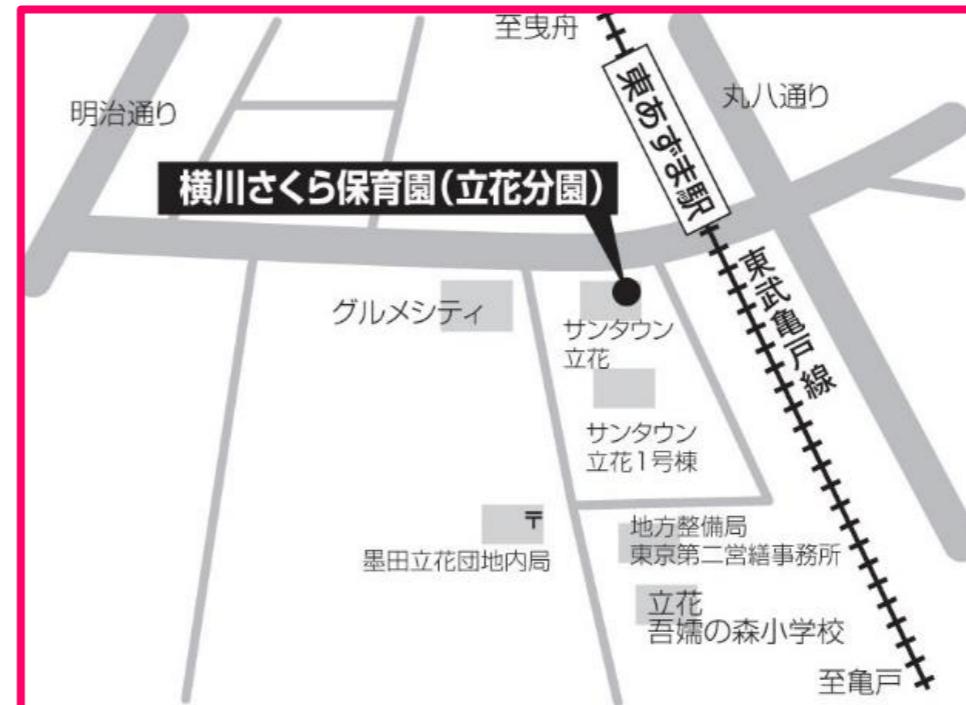 至曳舟
明治通り
東あずま駅
丸八通り
横川さくら保育園(立花分園)
東武亀戸線
グルメシティ
サンタウン
立花
サンタウン
立花1号棟
〒
墨田立花団地内局
地方整備局
東京第二営繕事務所
立花
吾嬬の森小学校
至亀戸